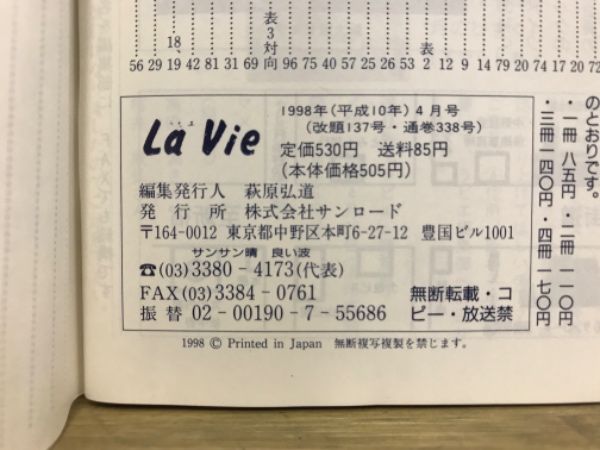 表3対向
18、
表
56 29 19 42 81 31 69 96 75 40 57 25 26 53 2 12 9 14 79 20 74 17 20 72
La Vie
1998年(平成10年)4月号
(改題137号・通巻338号)
定価530円 送料85円
(本体価格505円)
編集発行人 萩原弘道
発行所 株式会社サンロード
〒164-0012 東京都中野区本町6-27-12 豊国ビル1001
サンサン晴 良い波
☎(03)3380-4173(代表)
FAX(03)3384-0761
振替 02-00190-7-55686
無断転載・コ
ピー・放送禁
1998 © Printed in Japan 無断複写複製を禁じます。
のとおりです。
・一冊 八五円・二冊 一一〇円
・三冊 一四〇円・四冊 一七〇円